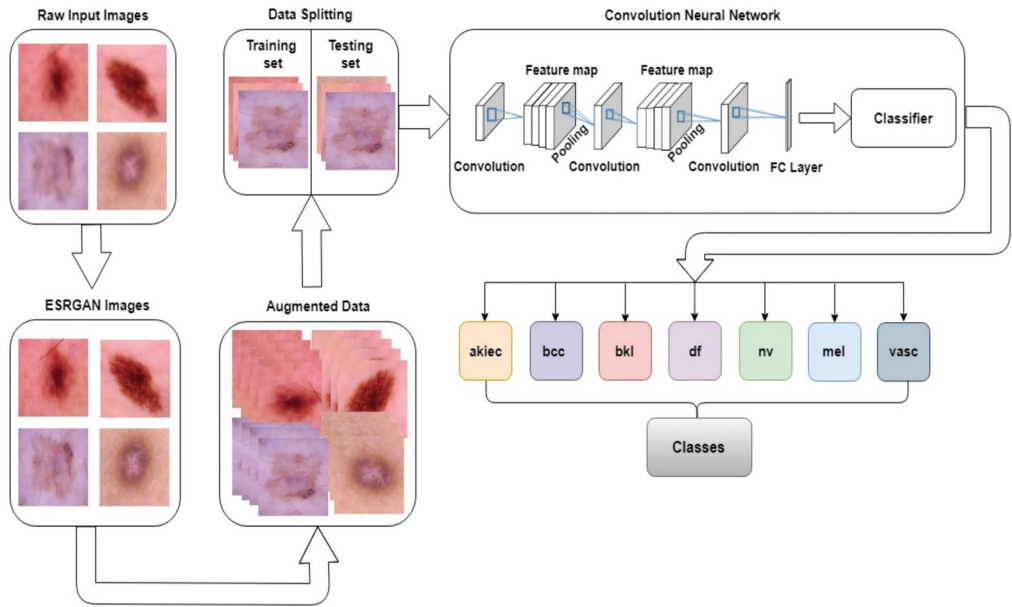 Raw Input Images
Data Splitting
Convolution Neural Network
Training
set
Testing
set
Feature map
Feature map
Pooling
Pooling
Convolution
Convolution
Convolution
FC Layer
Classifier
ESRGAN Images
Augmented Data
akiec
bcc
bkl
df
nv
mel
vasc
Classes